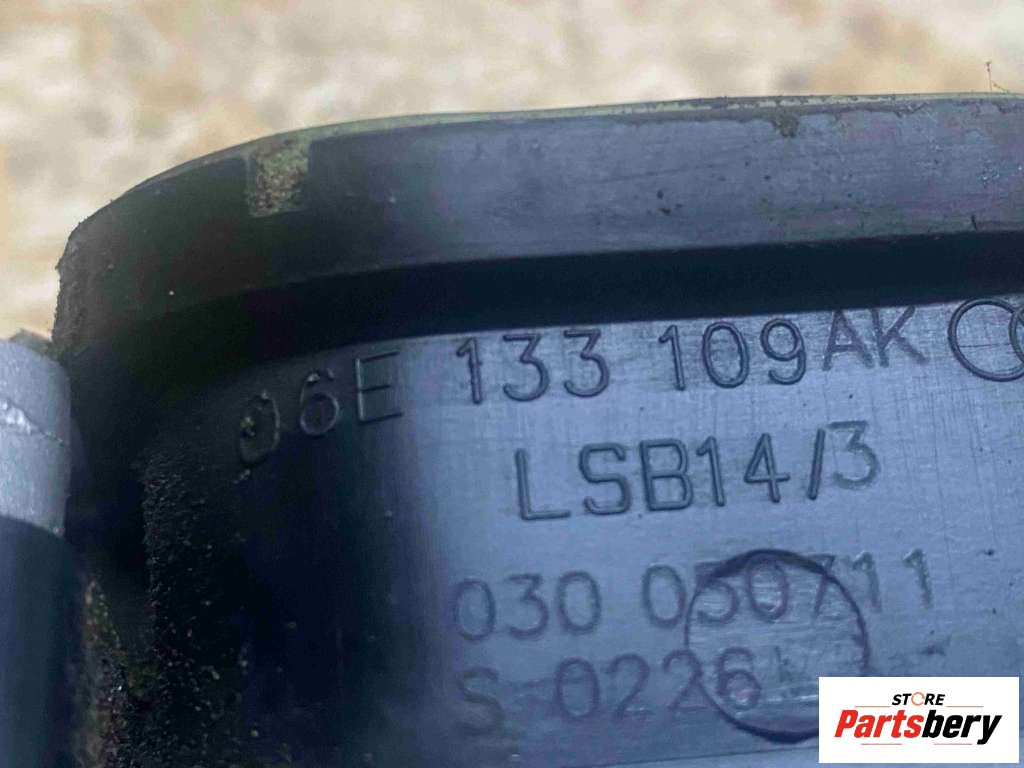 06E 133 109AK
LSB14/3
030 050711
S 0226
STORE
Partsbery